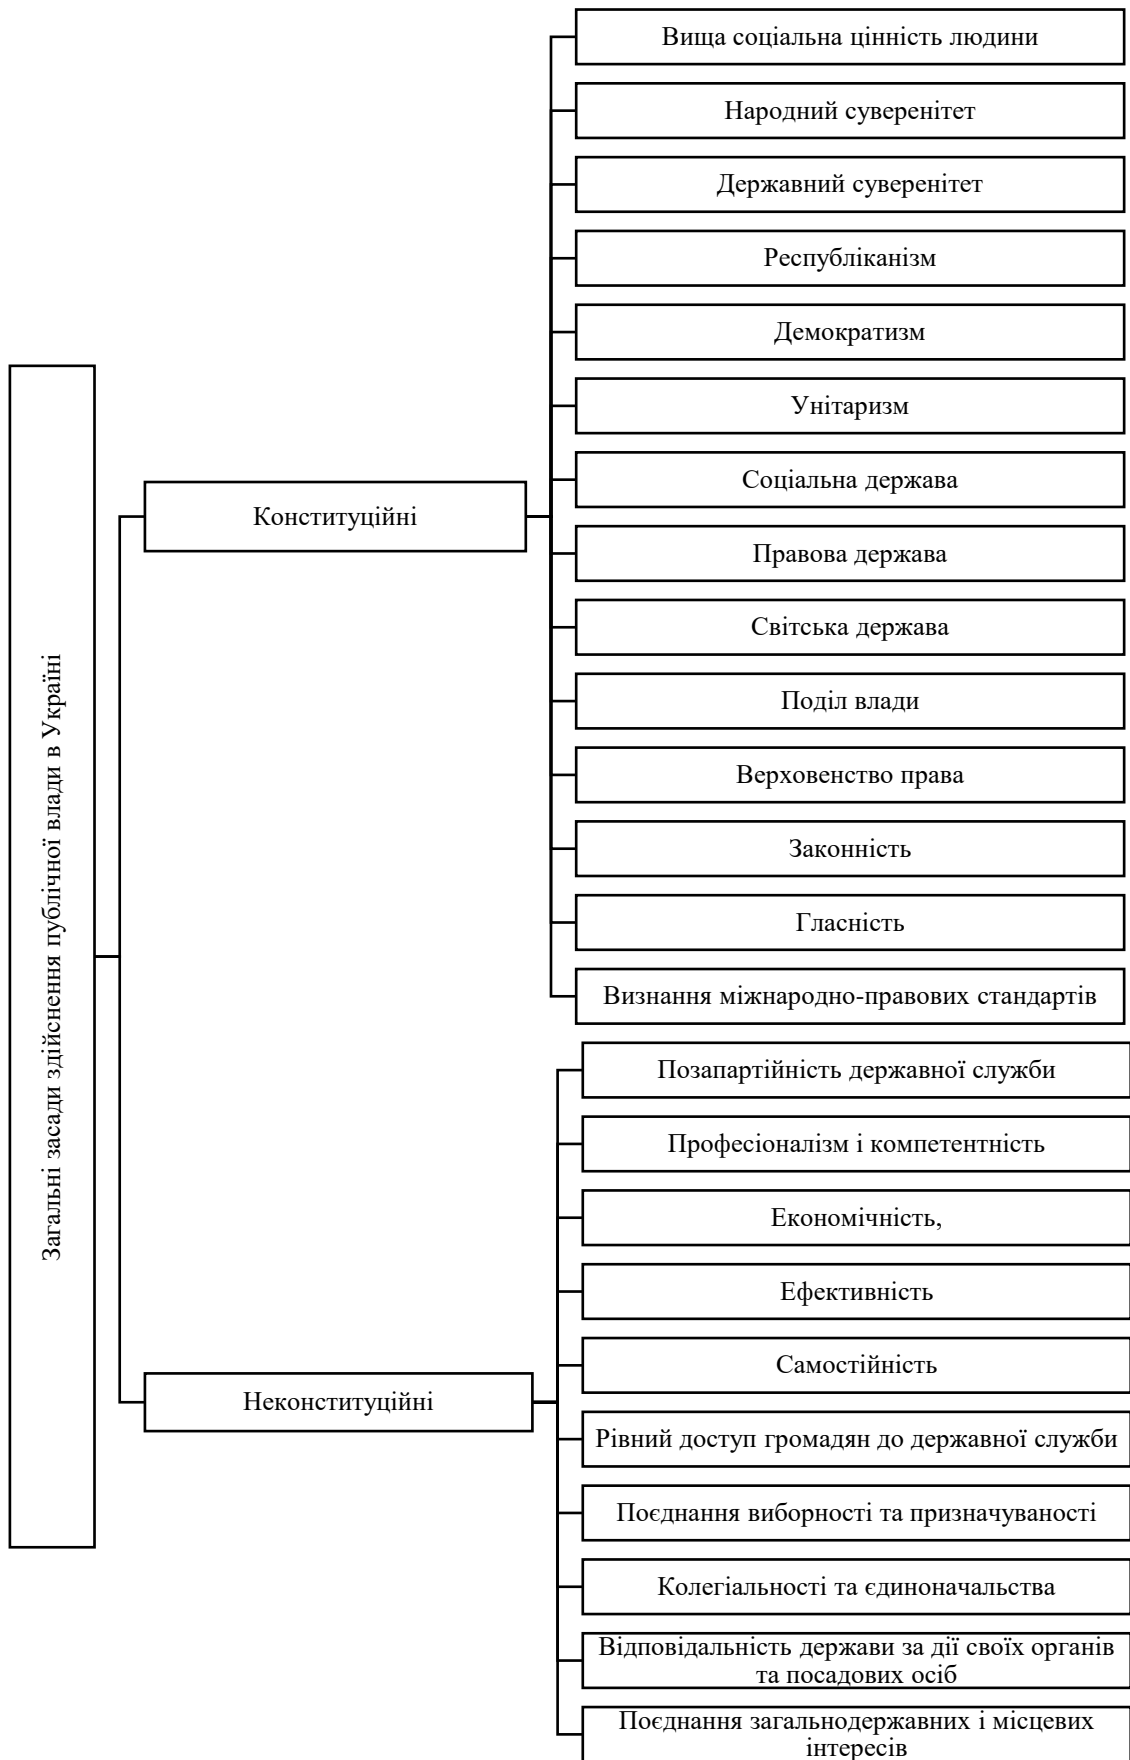 Загальні засади здійснення публічної влади в Україні
Конституційні
Вища соціальна цінність людини
Народний суверенітет
Державний суверенітет
Республіканізм
Демократизм
Унітаризм
Соціальна держава
Правова держава
Світська держава
Поділ влади
Верховенство права
Законність
Гласність
Визнання міжнародно-правових стандартів
Неконституційні
Позапартійність державної служби
Професіоналізм і компетентність
Економічність,
Ефективність
Самостійність
Рівний доступ громадян до державної служби
Поєднання виборності та призначуваності
Колегіальності та єдиноначальства
Відповідальність держави за дії своїх органів
та посадових осіб
Поєднання загальнодержавних і місцевих
інтересів